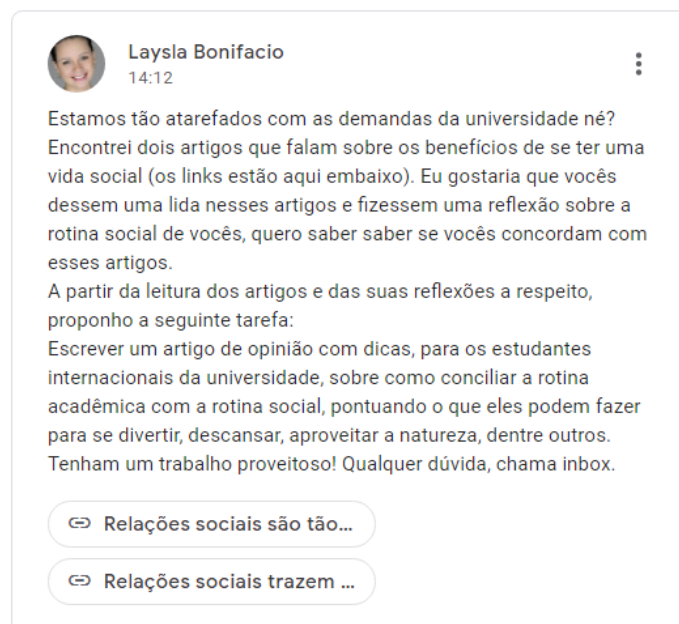 Laysla Bonifacio
14:12
Estamos tão atarefados com as demandas da universidade né?
Encontrei dois artigos que falam sobre os benefícios de se ter uma
vida social (os links estão aqui embaixo). Eu gostaria que vocês
dessem uma lida nesses artigos e fizessem uma reflexão sobre a
rotina social de vocês, quero saber saber se vocês concordam com
esses artigos.
A partir da leitura dos artigos e das suas reflexões a respeito,
proponho a seguinte tarefa:
Escrever um artigo de opinião com dicas, para os estudantes
internacionais da universidade, sobre como conciliar a rotina
acadêmica com a rotina social, pontuando o que eles podem fazer
para se divertir, descansar, aproveitar a natureza, dentre outros.
Tenham um trabalho proveitoso! Qualquer dúvida, chama inbox.
Relações sociais são tão...
Relações sociais trazem ...